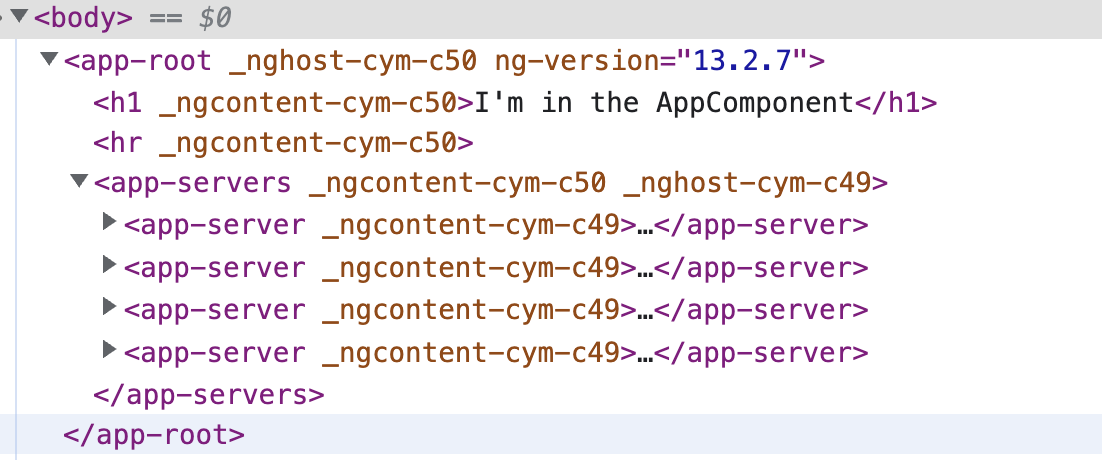 <body> == $0
<app-root _nghost-cym-c50 ng-version="13.2.7">
<h1 _ngcontent-cym-c50>I'm in the AppComponent</h1>
<hr _ngcontent-cym-c50>
<app-servers _ngcontent-cym-c50 _nghost-cym-c49>
<app-server _ngcontent-cym-c49>…</app-server>
<app-server _ngcontent-cym-c49>…</app-server>
<app-server _ngcontent-cym-c49>…</app-server>
<app-server _ngcontent-cym-c49>…</app-server>
</app-servers>
</app-root>